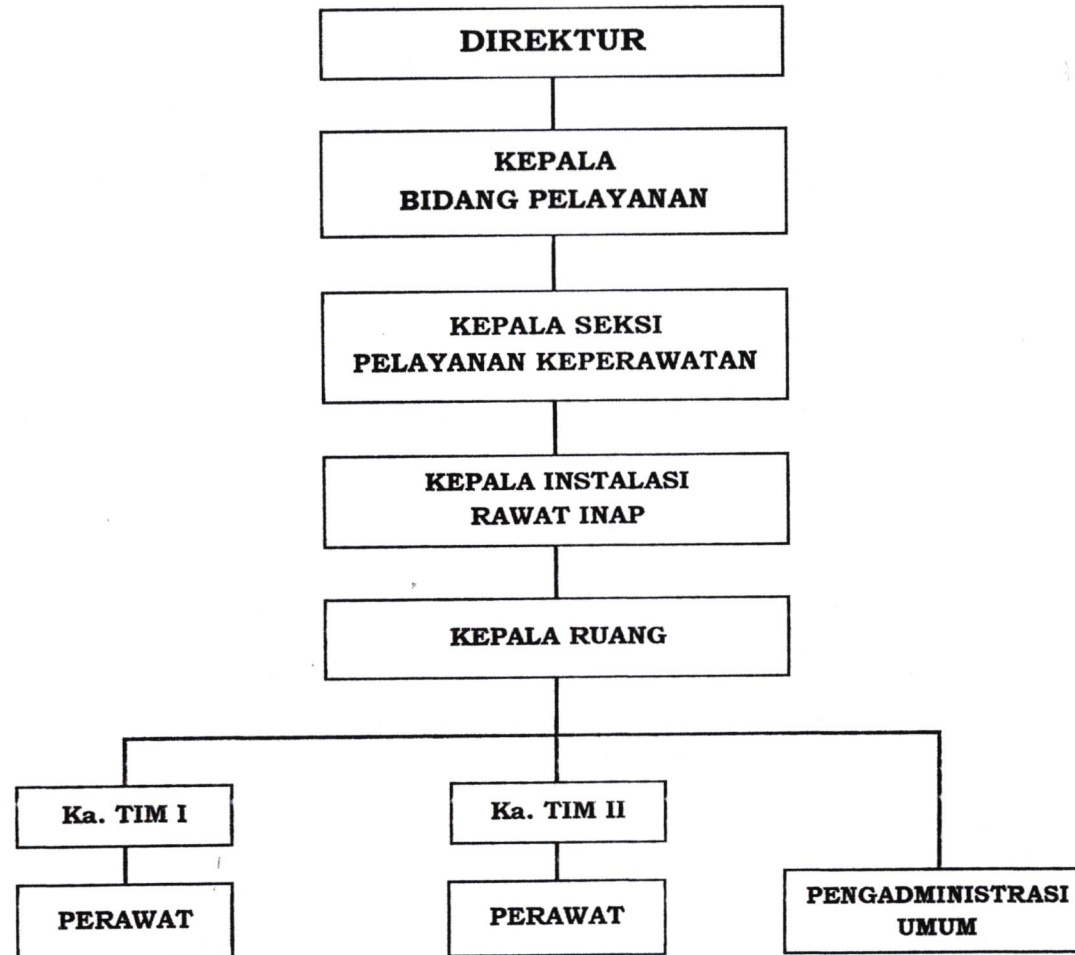 DIREKTUR
KEPALA
BIDANG PELAYANAN
KEPALA SEKSI
PELAYANAN KEPERAWATAN
KEPALA INSTALASI
RAWAT INAP
KEPALA RUANG
Ka. TIM I
Ka. TIM II
PERAWAT
PERAWAT
PENGADMINISTRASI
UMUM